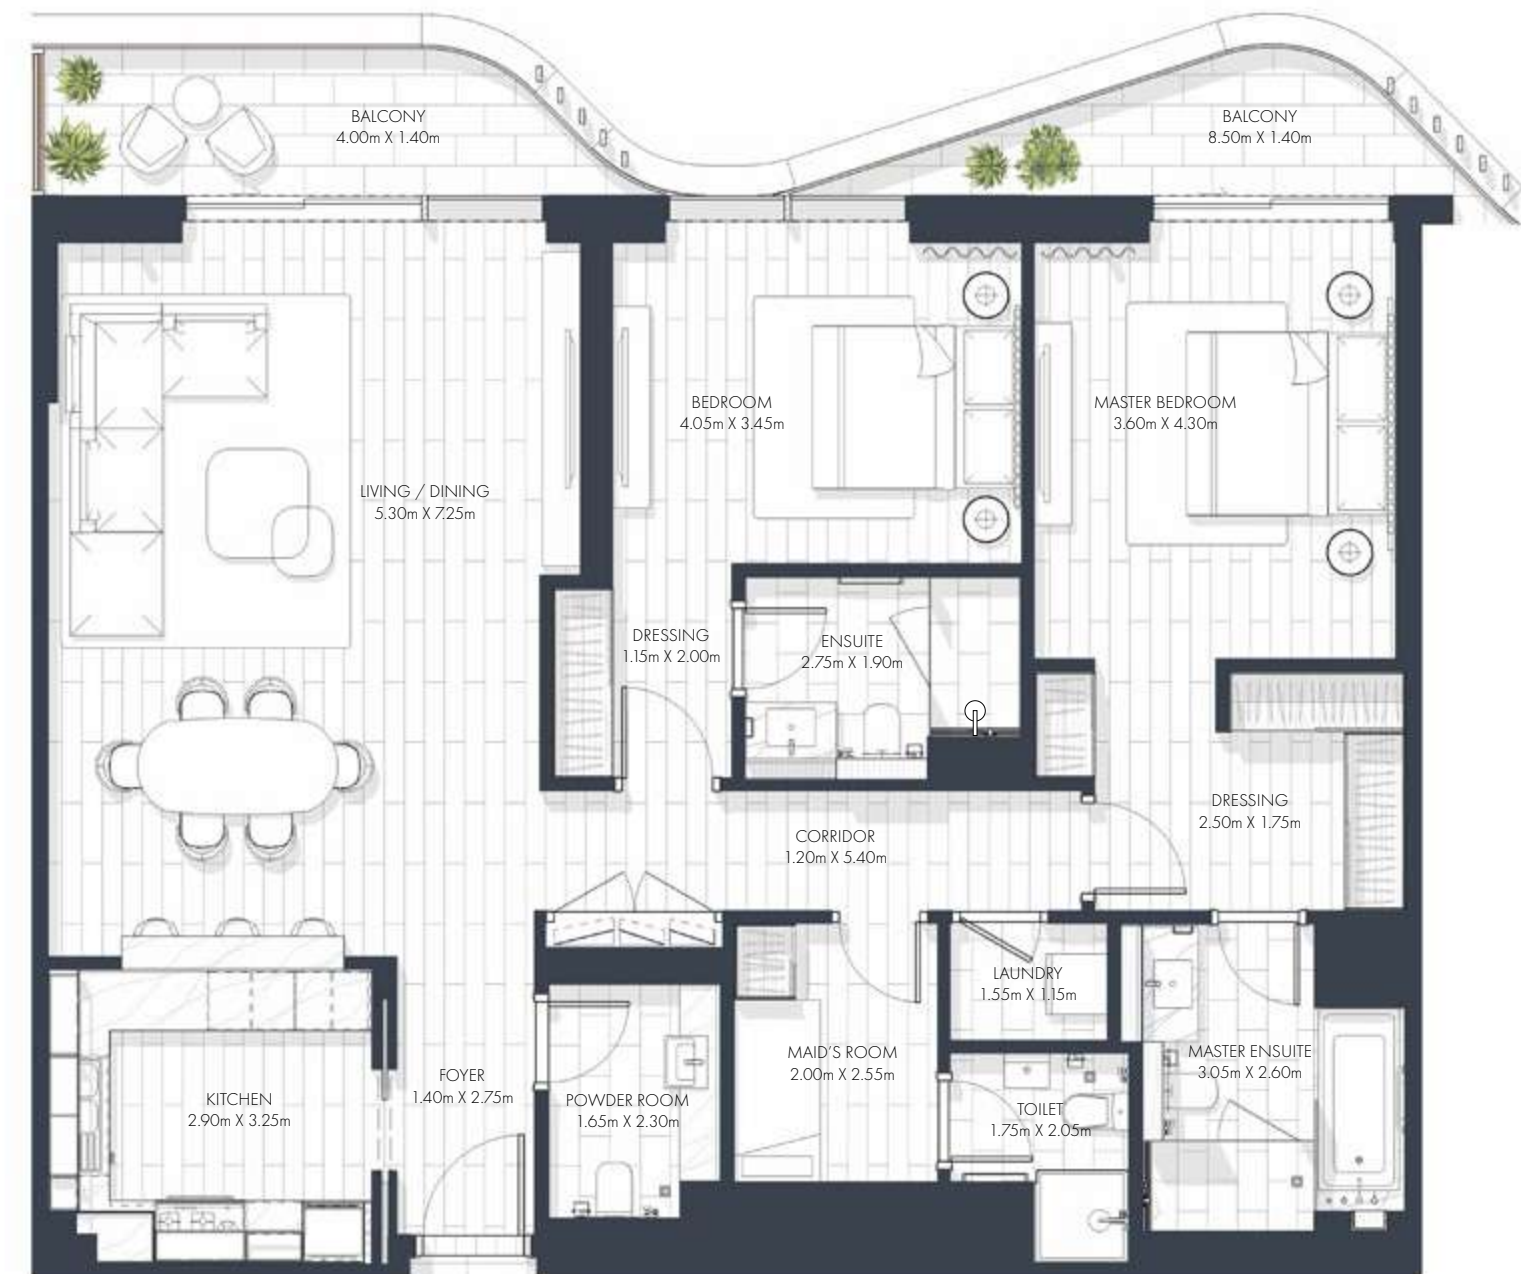 BALCONY
4.00m X 1.40m
BALCONY
8.50m X 1.40m
BEDROOM
4.05m X 3.45m
MASTER BEDROOM
3.60m X 4.30m
LIVING / DINING
5.30m X 7.25m
DRESSING
1.15m X 2.00m
ENSUITE
2.75m X 1.90m
DRESSING
2.50m X 1.75m
CORRIDOR
1.20m X 5.40m
LAUNDRY
1.55m X 1.15m
MAID'S ROOM
2.00m X 2.55m
MASTER ENSUITE
3.05m X 2.60m
FOYER
1.40m X 2.75m
KITCHEN
2.90m X 3.25m
POWDER ROOM
1.65m X 2.30m
TOILET
1.75m X 2.05m